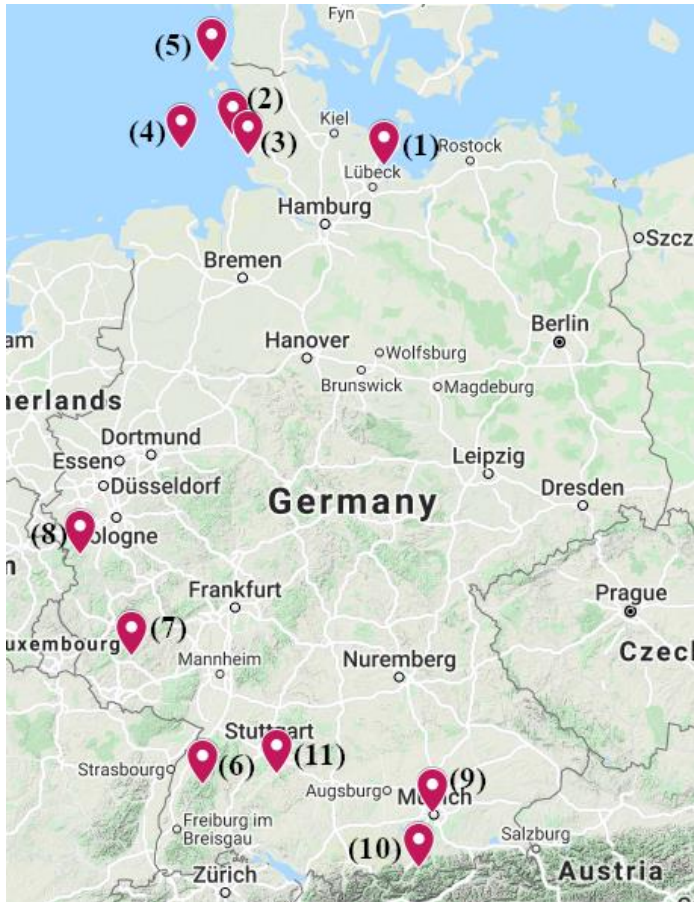 Fyn
(5)
(2)
(4)
(3)
Kiel
(1)
Rostock
Lübeck
Hamburg
Szcz
Bremen
Berlin
Hanover
Wolfsburg
am
Brunswick
Magdeburg
herlands
Dortmund
Essen
Leipzig
Düsseldorf
Germany
Dresden
(8)
ologne
n
Frankfurt
Prague
(7)
uxembourg
Mannheim
Nuremberg
Czec
Stuttgart
(11)
Strasbourg
(6)
(9)
Augsburg
Munich
Freiburg im
Breisgau
(10)
Salzburg
Zürich
Austria